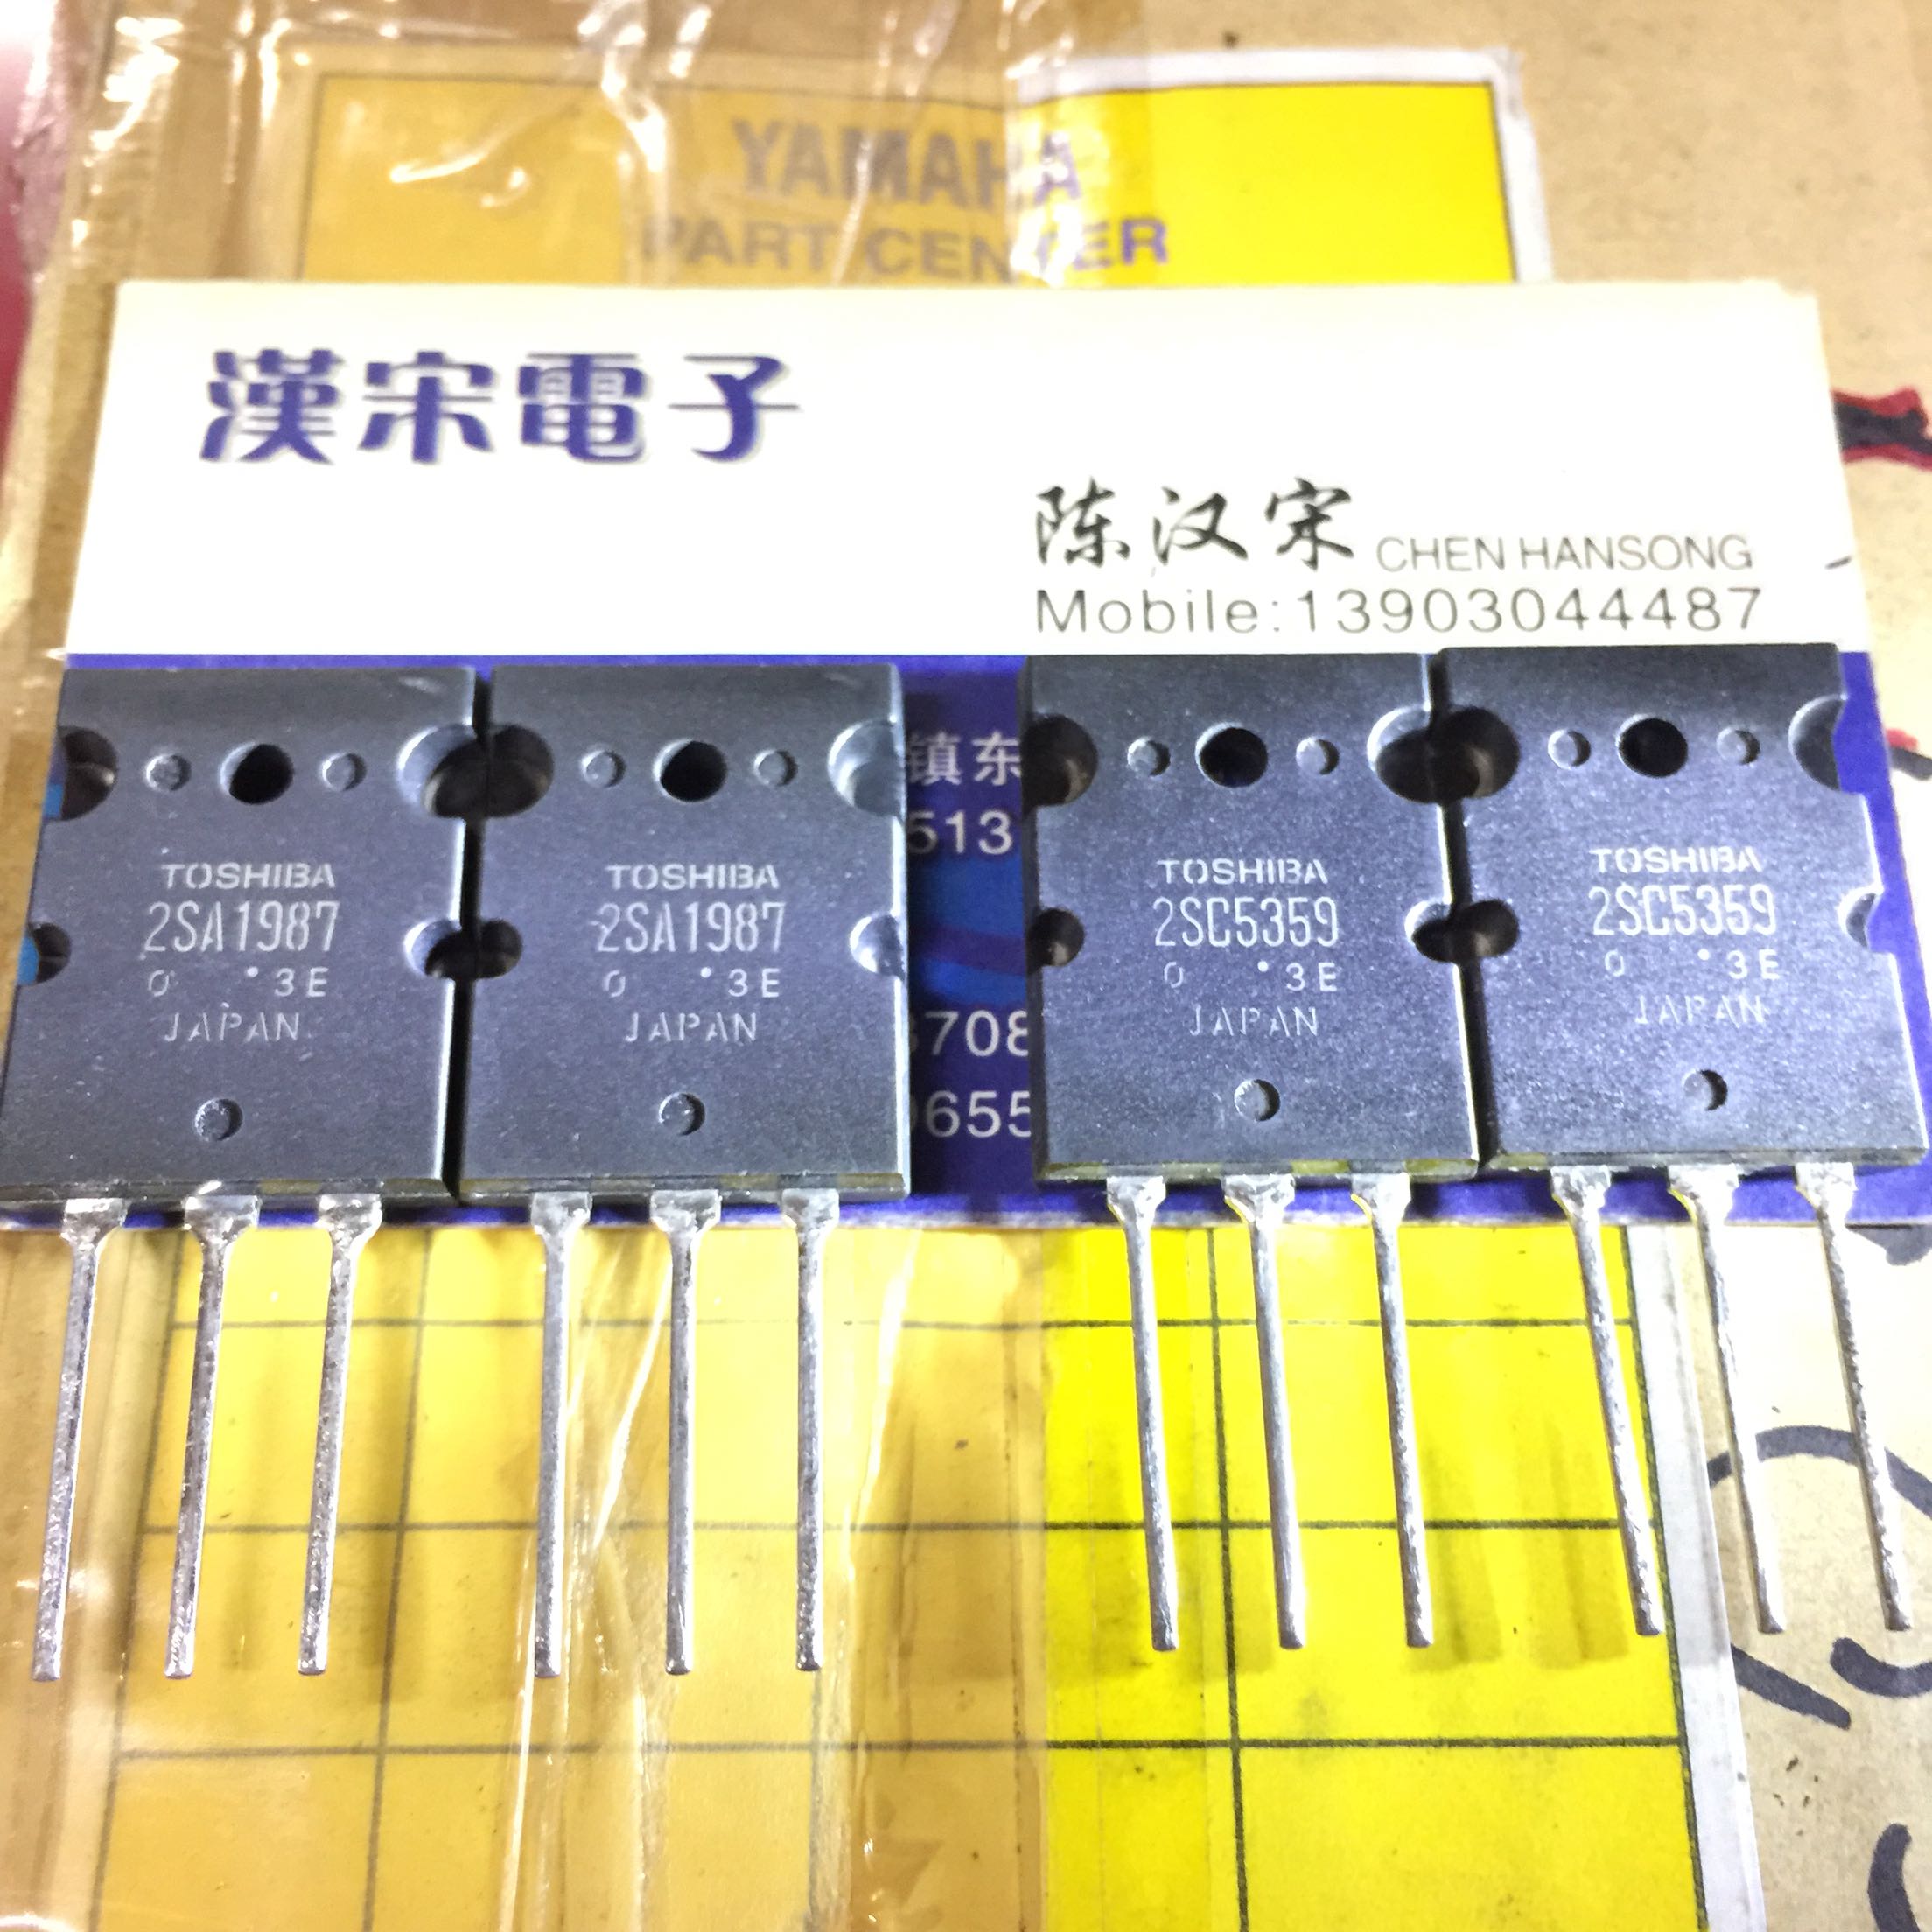 YAMAHA
PART CENTER
漢宋電子
陈汉宋 CHEN HANSONG
Mobile:13903044487
镇东
513
TOSHIBA
2SA1987
O •3E
JAPAN
TOSHIBA
2SA1987
O •3E
JAPAN
TOSHIBA
2SC5359
O •3E
JAPAN
TOSHIBA
2SC5359
O •3E
JAPAN
3708
0655